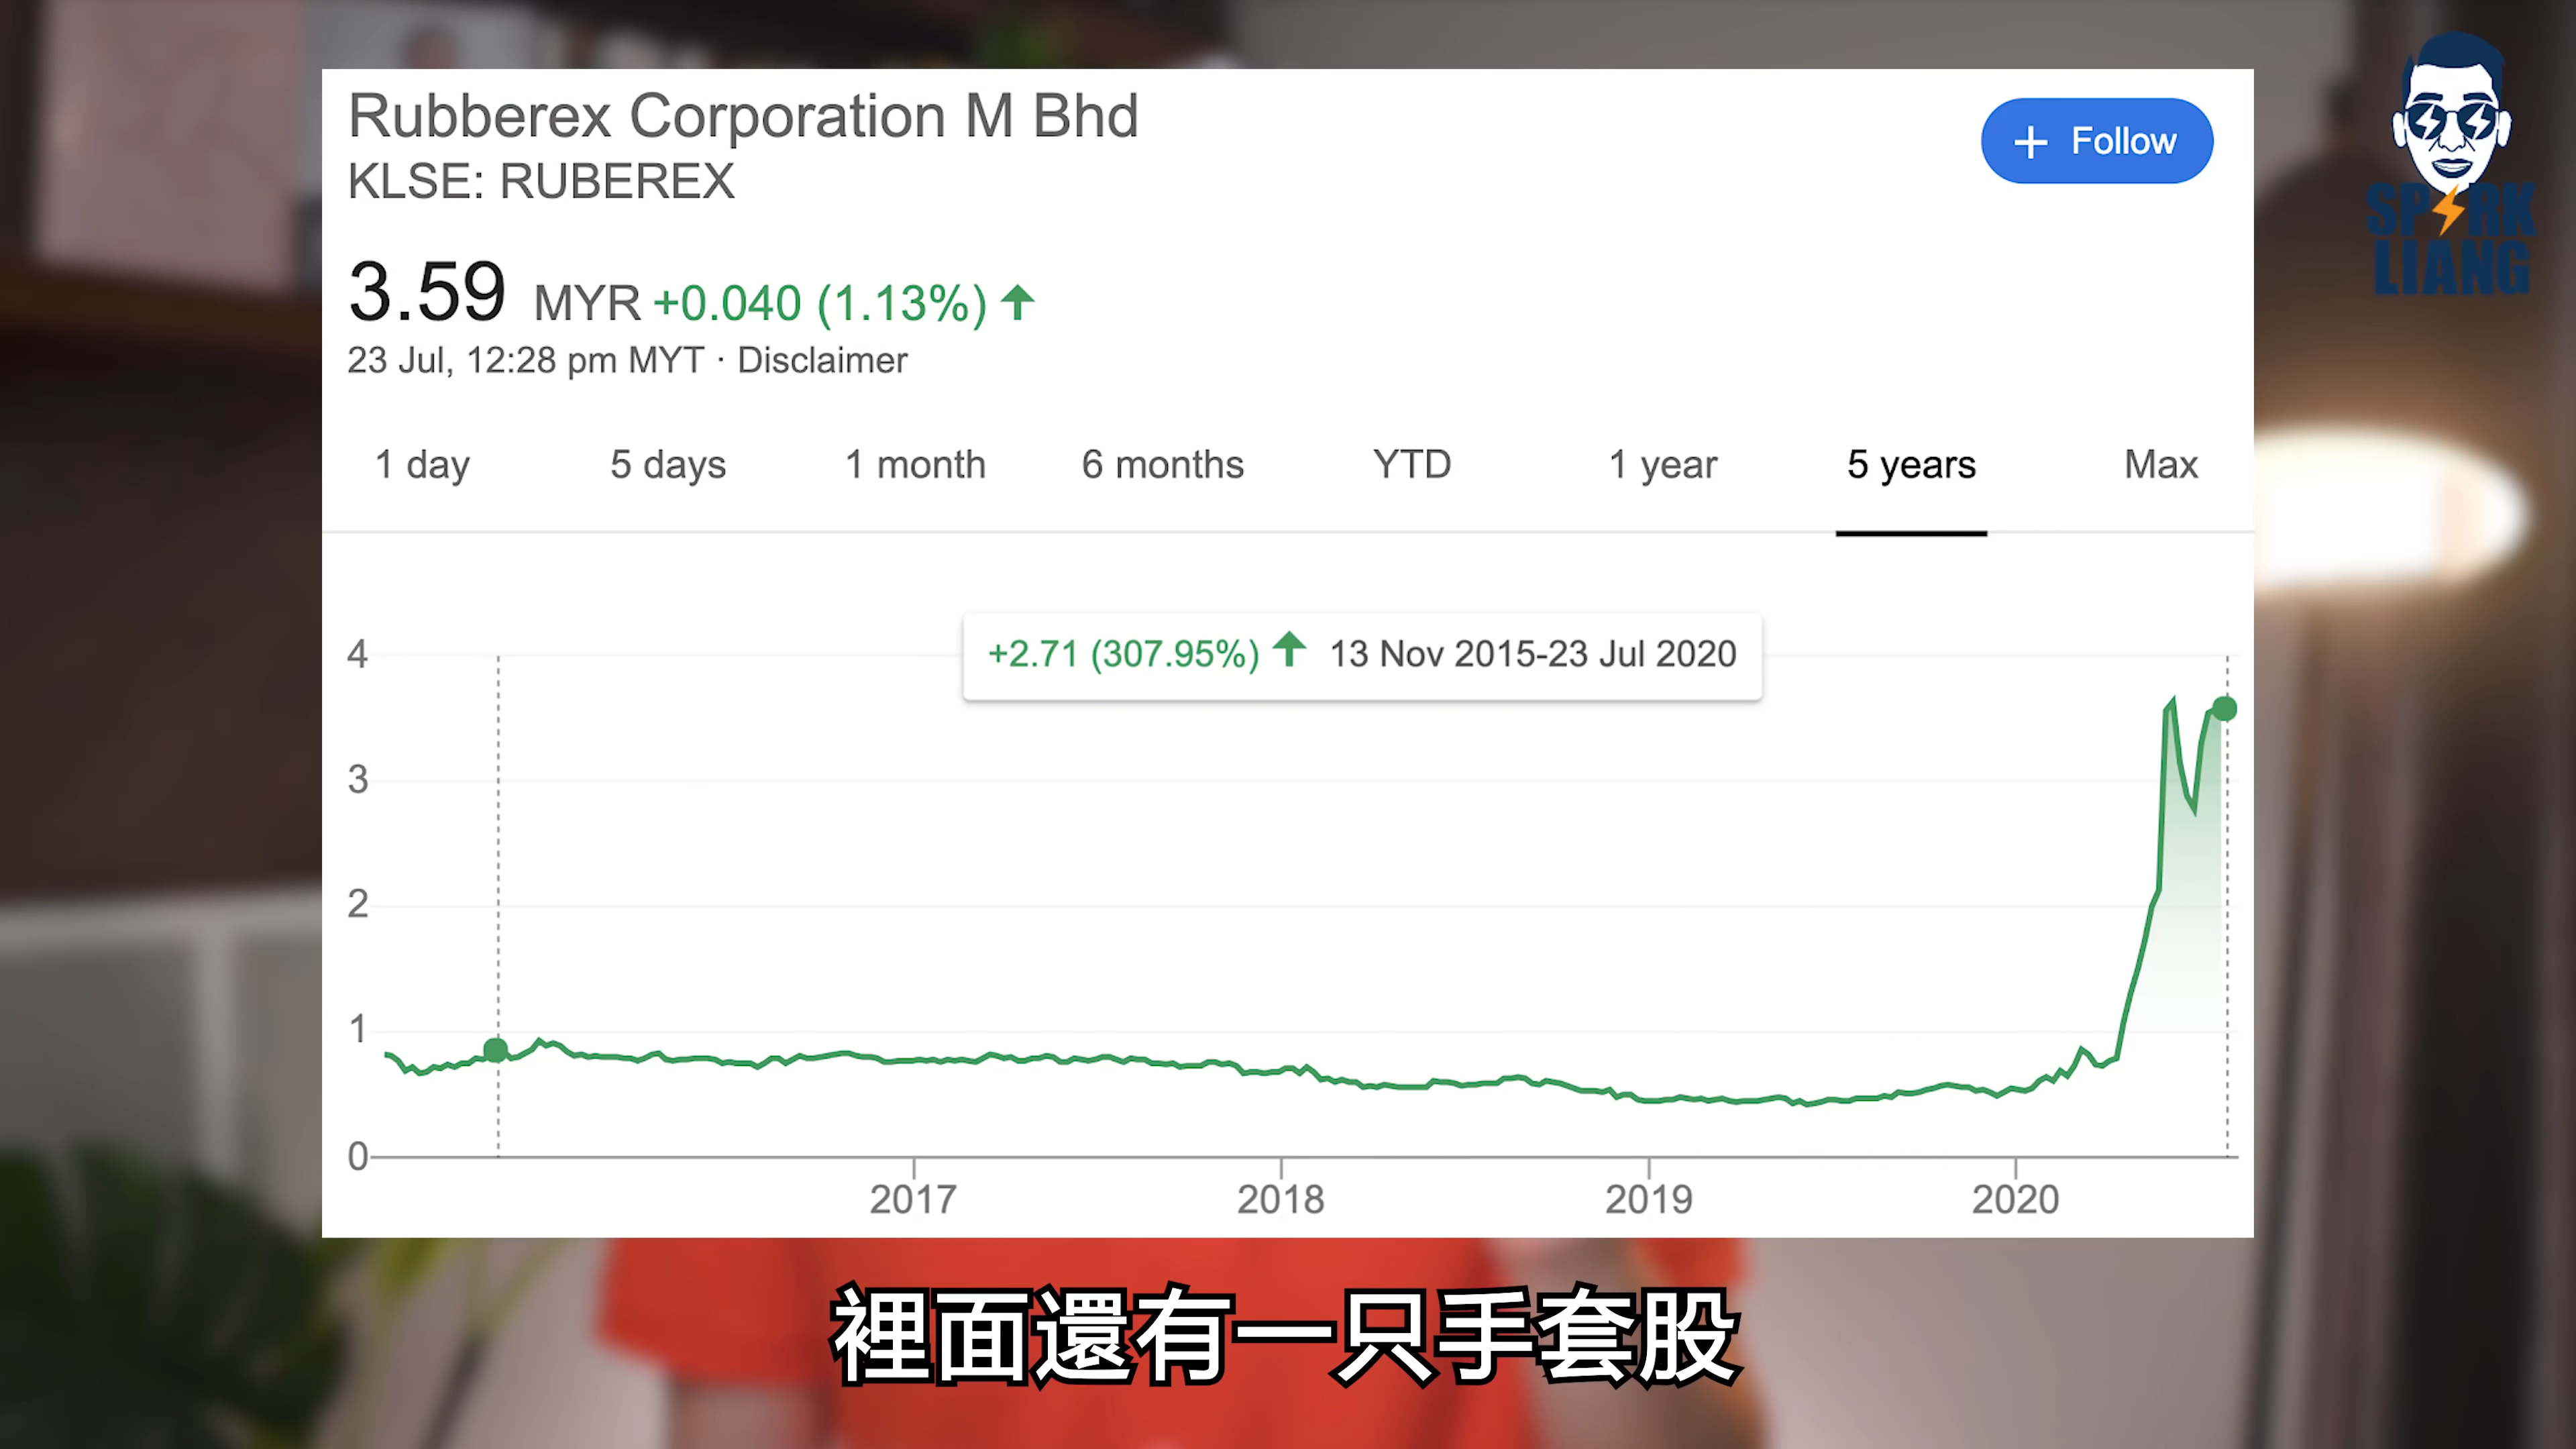 Rubberex Corporation M Bhd
KLSE: RUBEREX
+ Follow
SPARK
LIANG
3.59 MYR +0.040 (1.13%)
23 Jul, 12:28 pm MYT · Disclaimer
1 day 5 days 1 month 6 months YTD 1 year 5 years Max
+2.71 (307.95%) 13 Nov 2015-23 Jul 2020
4
3
2
1
0
2017 2018 2019 2020
裡面還有一只手套股